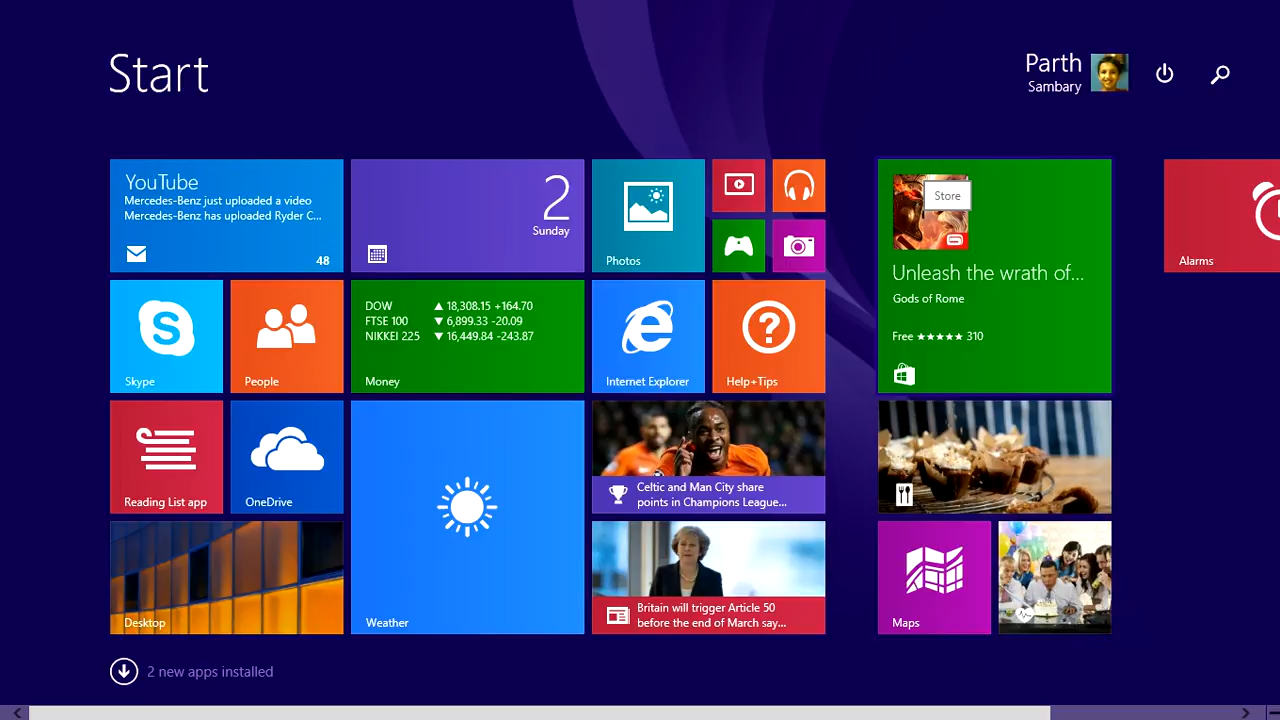 Start
Parth
Sambary
YouTube
Mercedes-Benz just uploaded a video
Mercedes-Benz has uploaded Ryder C...
48
2
Sunday
Photos
Store
Unleash the wrath of...
Gods of Rome
Free ★★★★★ 310
Alarms
Skype
People
DOW ▲ 18,308.15 +164.70
FTSE 100 ▼ 6,899.33 -20.09
NIKKEI 225 ▼ 16,449.84 -243.87
Money
Internet Explorer
Help+Tips
Reading List app
OneDrive
Weather
Celtic and Man City share
points in Champions League...
Desktop
Britain will trigger Article 50
before the end of March say...
Maps
2 new apps installed